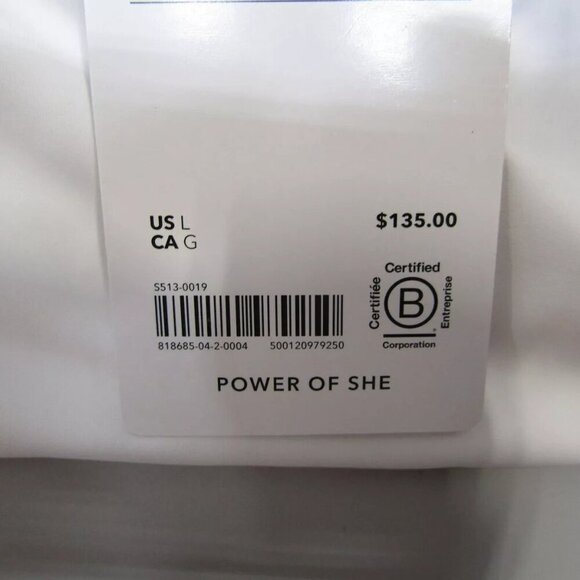 US L
CA G
$135.00
S513-0019
818685-04-2-0004 500120979250
Certified
Certifiée
B
Entreprise
Corporation
POWER OF SHE